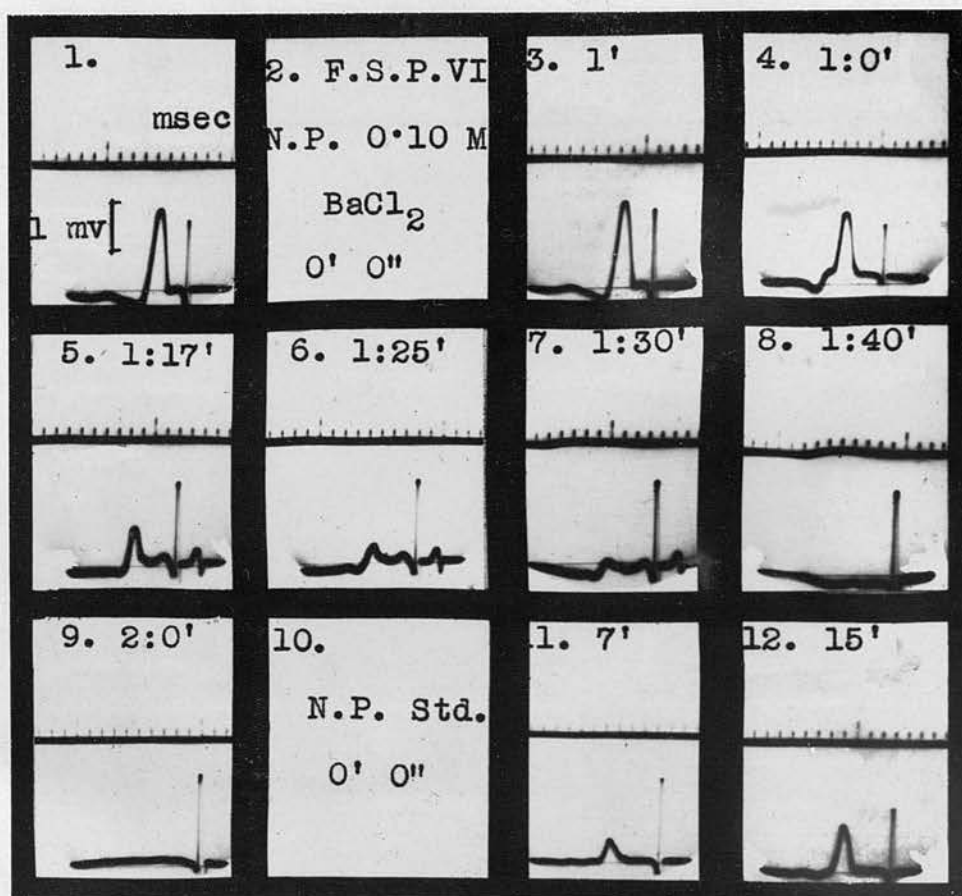 1.
msec
1 mv
2. F.S.P.VI
N.P. 0·10 M
BaCl₂
0' 0"
3. 1'
4. 1:0'
5. 1:17'
6. 1:25'
7. 1:30'
8. 1:40'
9. 2:0'
10.
N.P. Std.
0' 0"
11. 7'
12. 15'